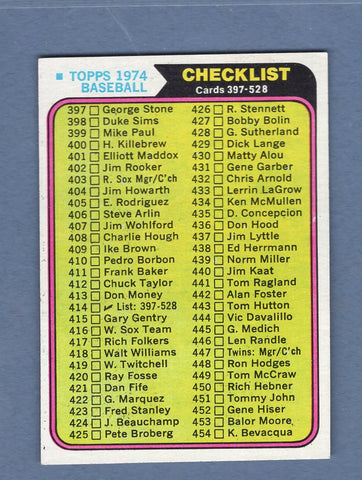 TOPPS 1974
BASEBALL
CHECKLIST
Cards 397-528
397 George Stone
398 Duke Sims
399 Mike Paul
400 H. Killebrew
401 Elliott Maddox
402 Jim Rooker
403 R. Sox Mgr/C'ch
404 Jim Howarth
405 E. Rodriguez
406 Steve Arlin
407 Jim Wohlford
408 Charlie Hough
409 Ike Brown
410 Pedro Borbon
411 Frank Baker
412 Chuck Taylor
413 Don Money
414 List: 397-528
415 Gary Gentry
416 W. Sox Team
417 Rich Folkers
418 Walt Williams
419 W. Twitchell
420 Ray Fosse
421 Dan Fife
422 G. Marquez
423 Fred Stanley
424 J. Beauchamp
425 Pete Broberg
426 R. Stennett
427 Bobby Bolin
428 G. Sutherland
429 Dick Lange
430 Matty Alou
431 Gene Garber
432 Chris Arnold
433 Lerrin LaGrow
434 Ken McMullen
435 D. Concepcion
436 Don Hood
437 Jim Lyttle
438 Ed Herrmann
439 Norm Miller
440 Jim Kaat
441 Tom Ragland
442 Alan Foster
443 Tom Hutton
444 Vic Davalillo
445 G. Medich
446 Len Randle
447 Twins: Mgr/C'ch
448 Ron Hodges
449 Tom McCraw
450 Rich Hebner
451 Tommy John
452 Gene Hiser
453 Balor Moore
454 K. Bevacqua